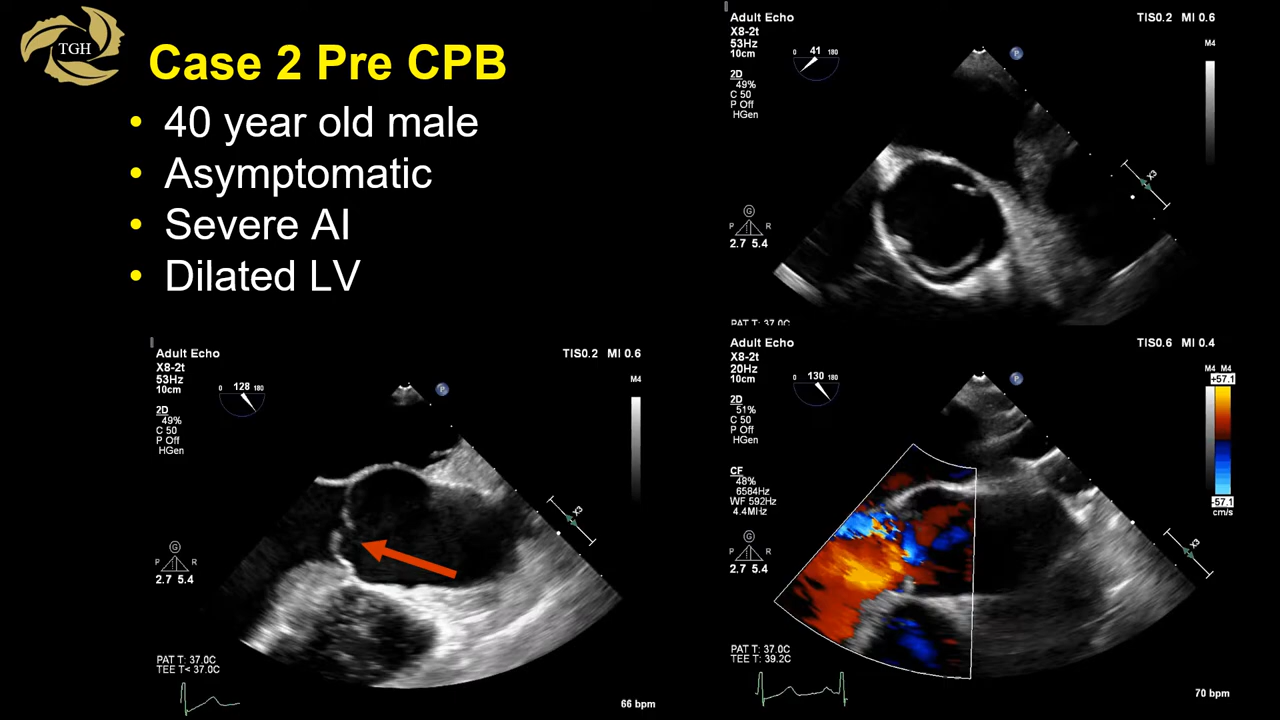 TGH
Case 2 Pre CPB
• 40 year old male
• Asymptomatic
• Severe AI
• Dilated LV
Adult Echo
TIS0.2 MI 0.6
X8-2t
53Hz
10cm
0 41 180
M4
2D
49%
C 50
P Off
HGen
X3
G
P R
2.7 5.4
PAT T: 37.0C
Adult Echo
TIS0.2 MI 0.6
X8-2t
53Hz
10cm
0 128 180
M4
2D
49%
C 50
P Off
HGen
X3
G
P R
2.7 5.4
PAT T: 37.0C
TEE T< 37.0C
66 bpm
Adult Echo
TIS0.6 MI 0.4
X8-2t
20Hz
10cm
0 130 180
M4 M4
+57.1
2D
51%
C 50
P Off
HGen
CF
48%
6584Hz
WF 592Hz
4.4MHz
-57.1
cm/s
X3
G
P R
2.7 5.4
PAT T: 37.0C
TEE T: 39.2C
70 bpm